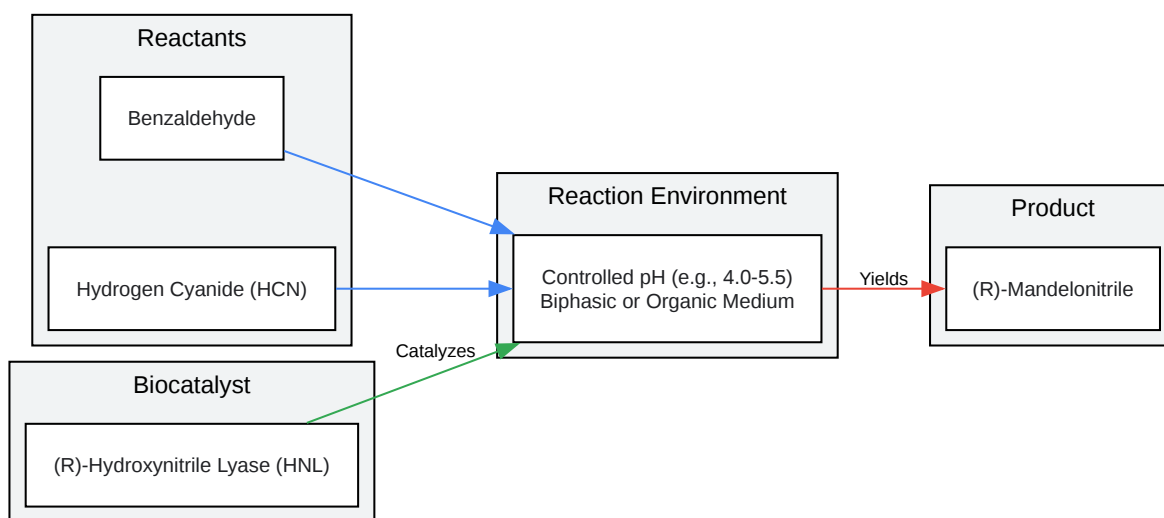 Reactants
Benzaldehyde
Hydrogen Cyanide (HCN)
Biocatalyst
(R)-Hydroxynitrile Lyase (HNL)
Catalyzes
Reaction Environment
Controlled pH (e.g., 4.0-5.5)
Biphasic or Organic Medium
Yields
Product
(R)-Mandelonitrile